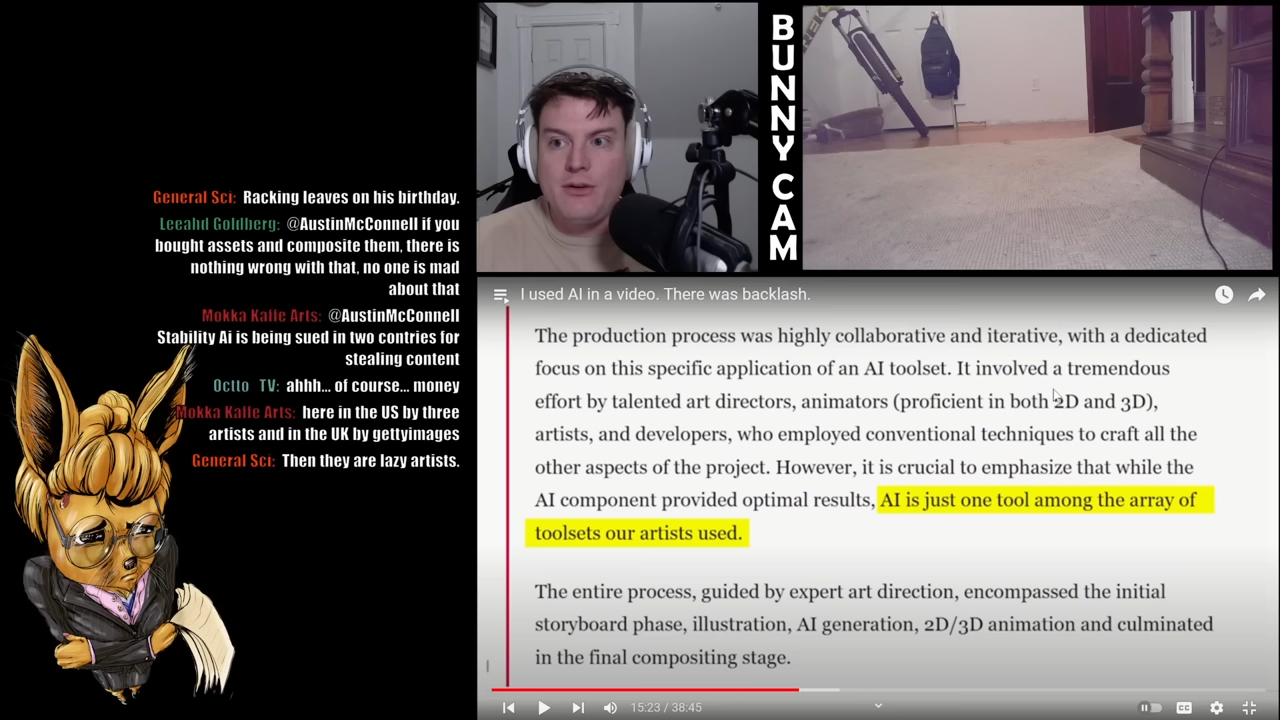 General Sci: Racking leaves on his birthday.
Leeahd Goldberg: @AustinMcConnell if you
bought assets and composite them, there is
nothing wrong with that, no one is mad
about that
Mokka Kalle Arts: @AustinMcConnell
Stability Ai is being sued in two contries for
stealing content
Octto TV: ahhh... of course... money
Mokka Kalle Arts: here in the US by three
artists and in the UK by gettyimages
General Sci: Then they are lazy artists.
BUNNY CAM
I used AI in a video. There was backlash.
The production process was highly collaborative and iterative, with a dedicated
focus on this specific application of an AI toolset. It involved a tremendous
effort by talented art directors, animators (proficient in both 2D and 3D),
artists, and developers, who employed conventional techniques to craft all the
other aspects of the project. However, it is crucial to emphasize that while the
AI component provided optimal results, AI is just one tool among the array of
toolsets our artists used.
The entire process, guided by expert art direction, encompassed the initial
storyboard phase, illustration, AI generation, 2D/3D animation and culminated
in the final compositing stage.
15:23 / 38:45
CC